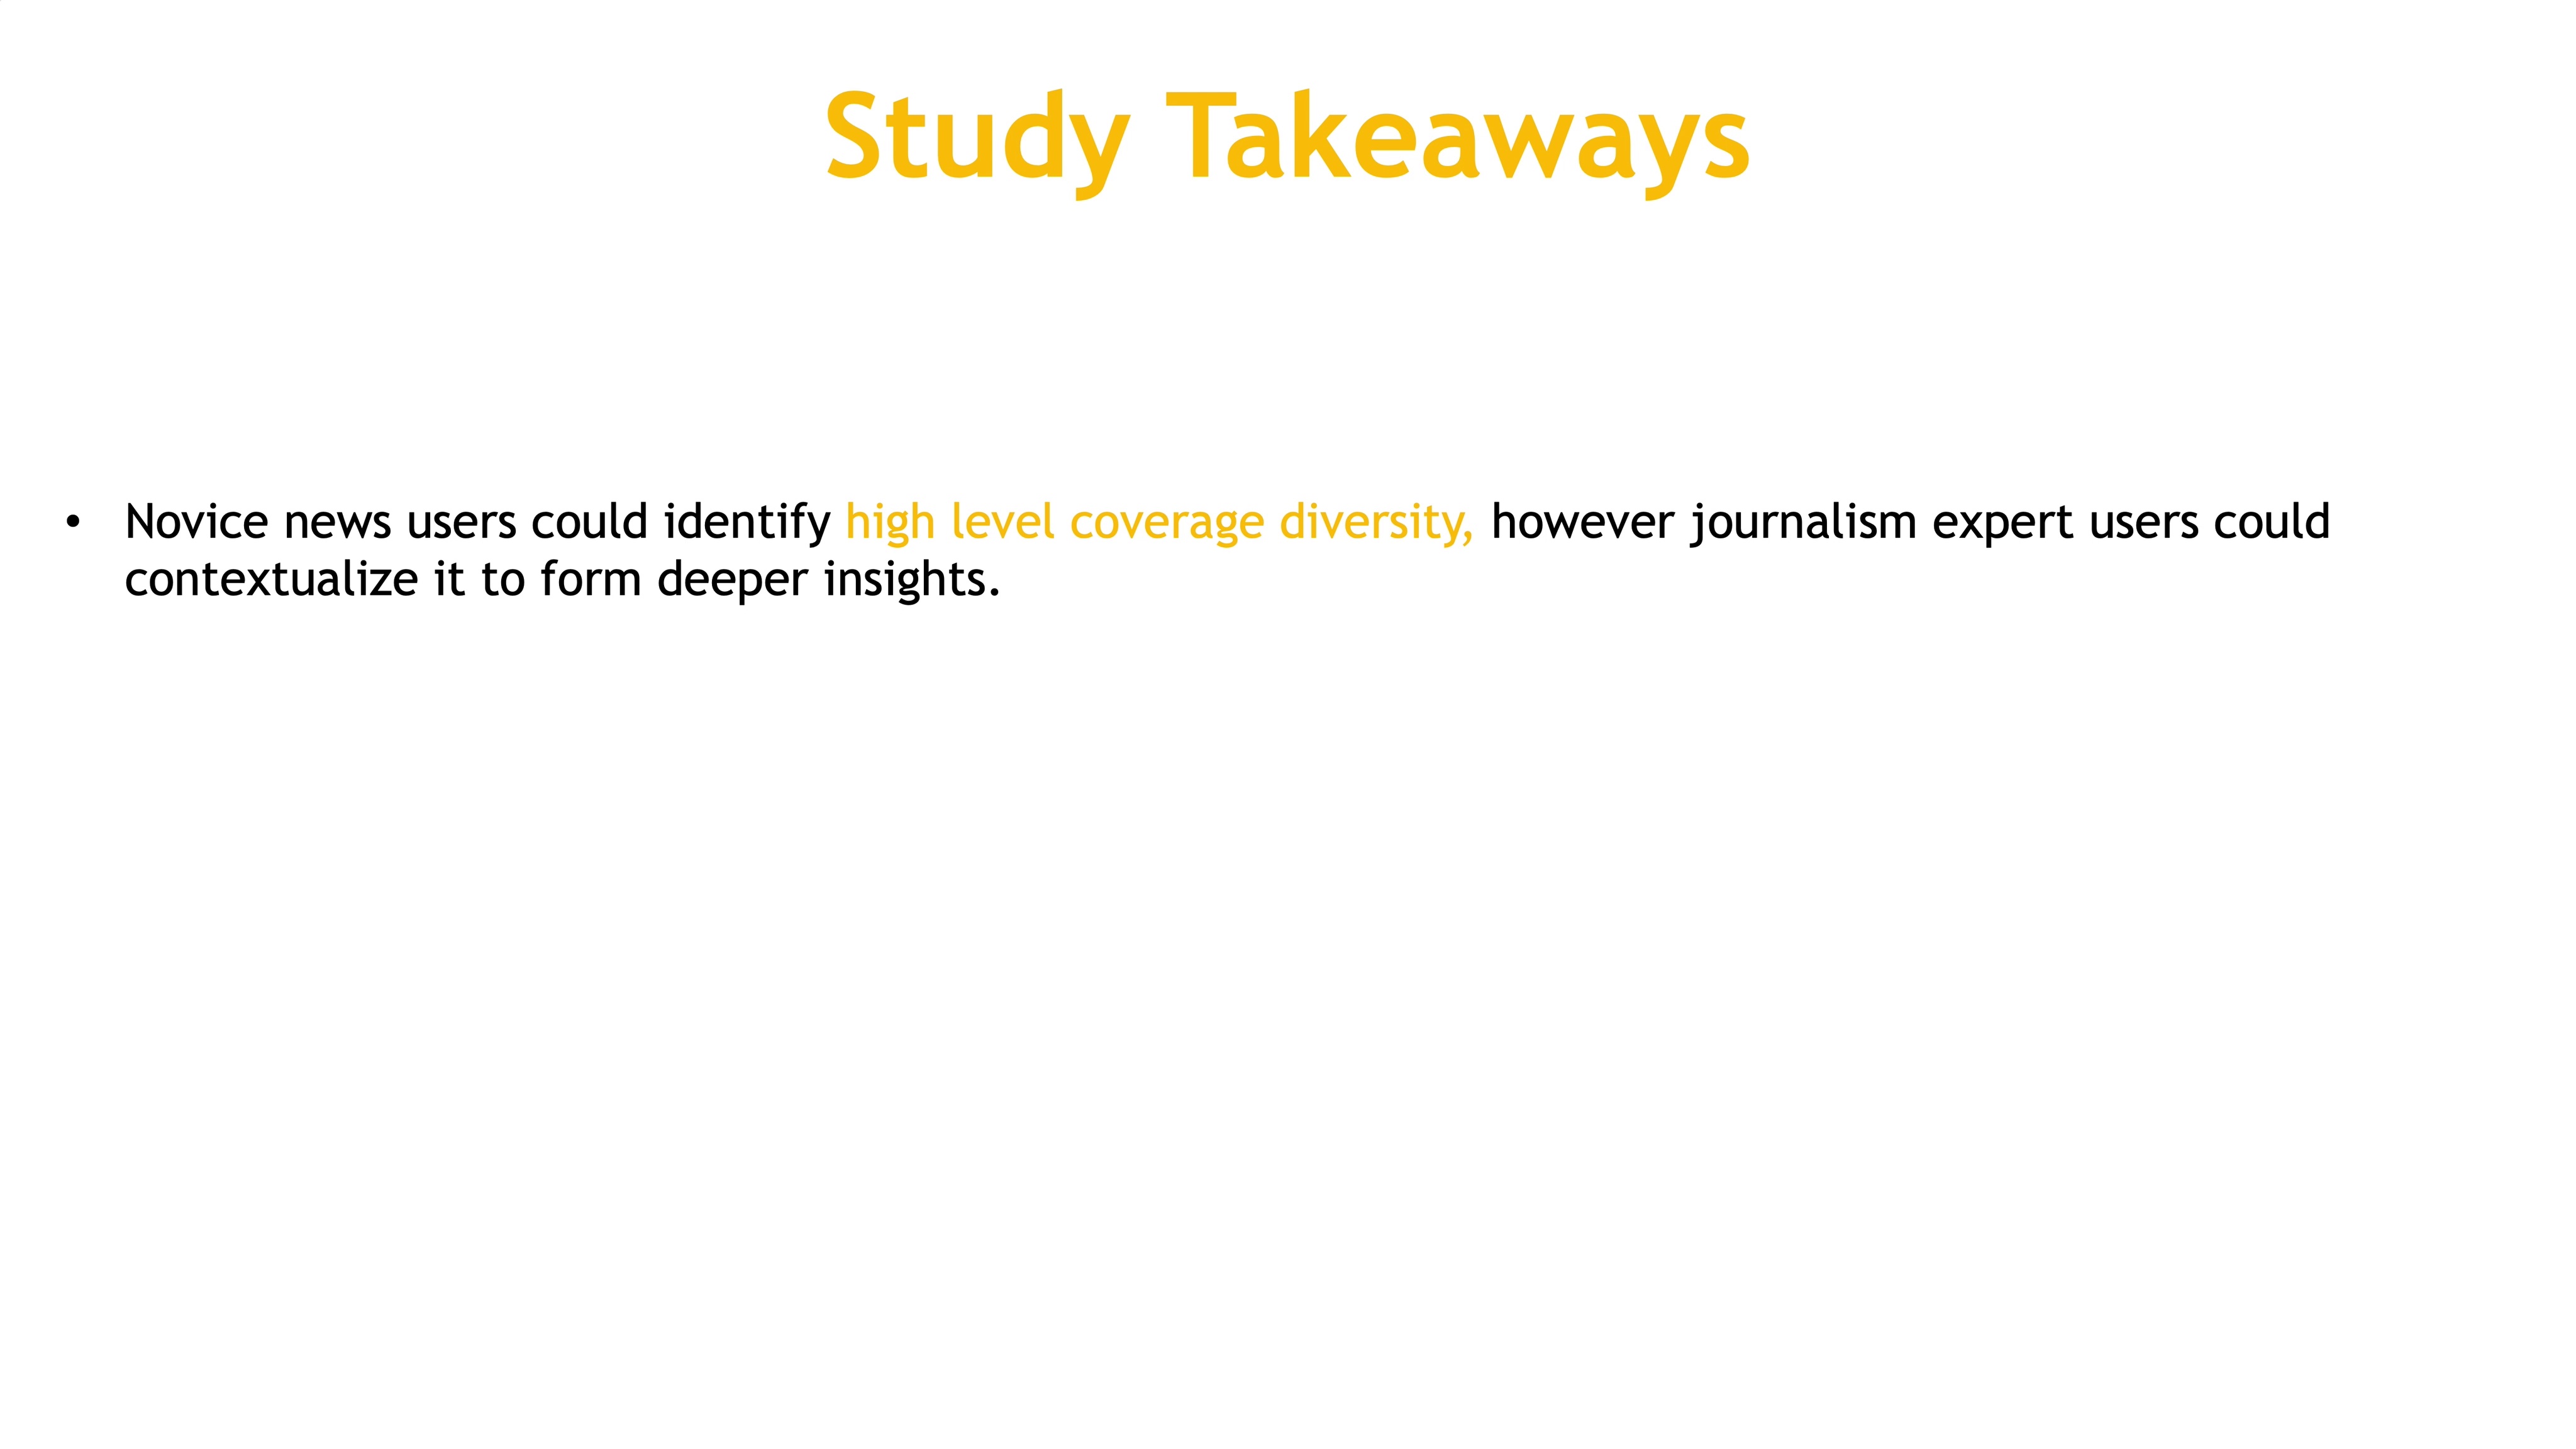 Study Takeaways
• Novice news users could identify high level coverage diversity, however journalism expert users could
contextualize it to form deeper insights.